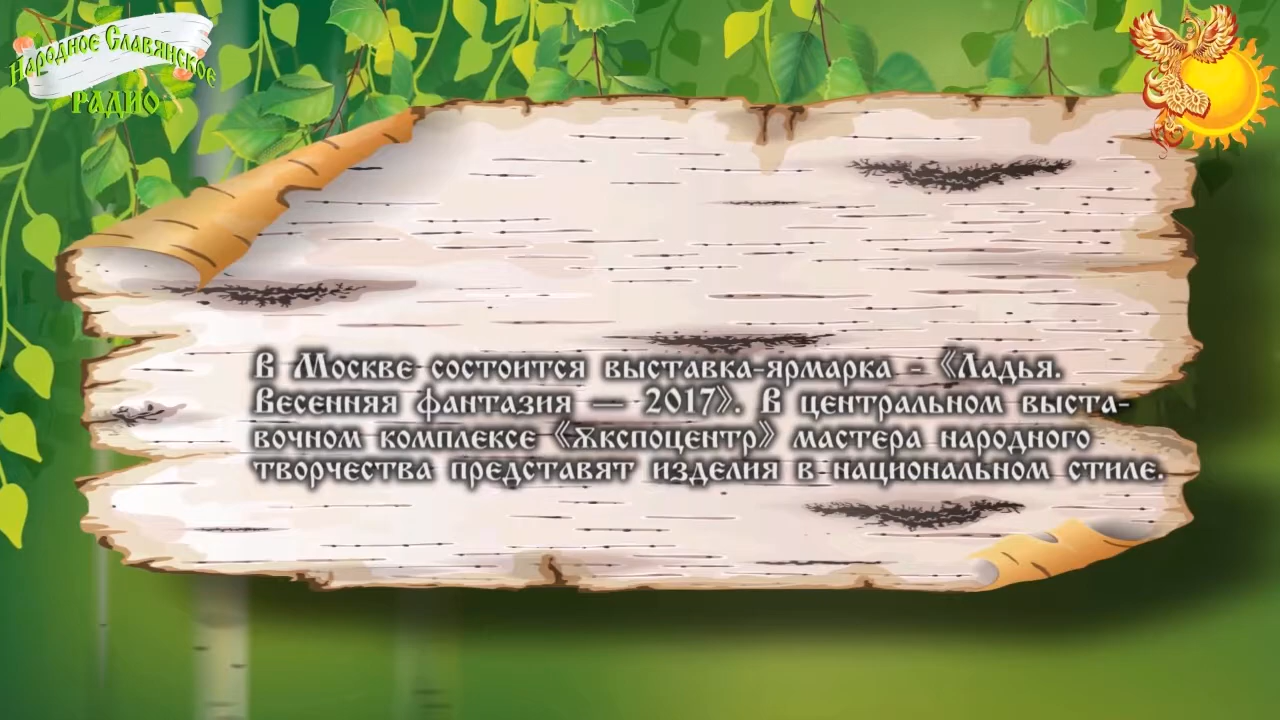 Народное Славянское
РАДИО
В Москве состоится выставка-ярмарка - «Ладья.
Весенняя фантазия — 2017». В центральном выста-
вочном комплексе «Ѫкспоцентр» мастера народного
творчества представят изделия в национальном стиле.